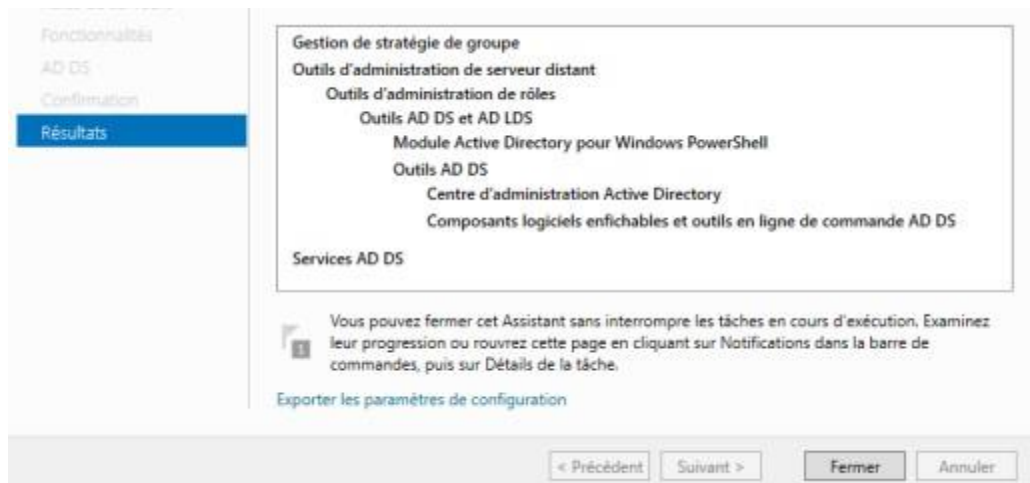 Fonctionnalités
AD DS
Confirmation
Résultats
Gestion de stratégie de groupe
Outils d'administration de serveur distant
Outils d'administration de rôles
Outils AD DS et AD LDS
Module Active Directory pour Windows PowerShell
Outils AD DS
Centre d'administration Active Directory
Composants logiciels enfichables et outils en ligne de commande AD DS
Services AD DS
Vous pouvez fermer cet Assistant sans interrompre les tâches en cours d'exécution. Examinez
leur progression ou rouvrez cette page en cliquant sur Notifications dans la barre de
commandes, puis sur Détails de la tâche.
1
Exporter les paramètres de configuration
< Précédent
Suivant >
Fermer
Annuler